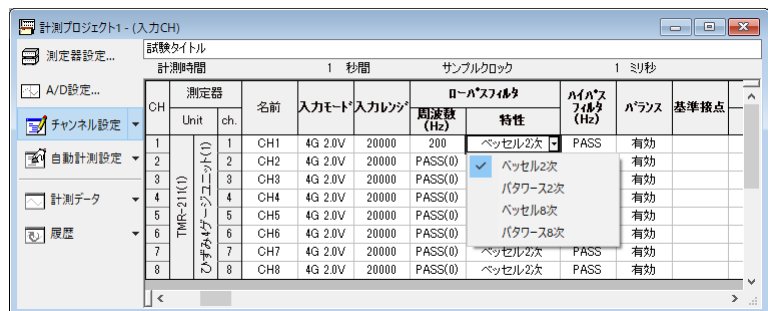 計測プロジェクト1 - (入力CH)
測定器設定...
A/D設定...
チャンネル設定
自動計測設定
計測データ
履歴
試験タイトル
計測時間 1 秒間 サンプルクロック 1 ミリ秒
CH 測定器 名前 入力モード 入力レンジ ローパスフィルタ ハイパスフィルタ(Hz) バランス 基準接点
Unit ch. 周波数(Hz) 特性
TMR-211(1) ひずみ4ゲージユニット(1)
1 1 CH1 4G 2.0V 20000 200 ベッセル2次 PASS 有効
2 2 CH2 4G 2.0V 20000 PASS(0) 有効
3 3 CH3 4G 2.0V 20000 PASS(0) 有効
4 4 CH4 4G 2.0V 20000 PASS(0) 有効
5 5 CH5 4G 2.0V 20000 PASS(0) 有効
6 6 CH6 4G 2.0V 20000 PASS(0) 有効
7 7 CH7 4G 2.0V 20000 PASS(0) ベッセル2次 PASS 有効
8 8 CH8 4G 2.0V 20000 PASS(0) ベッセル2次 PASS 有効
ベッセル2次
バタワース2次
ベッセル8次
バタワース8次